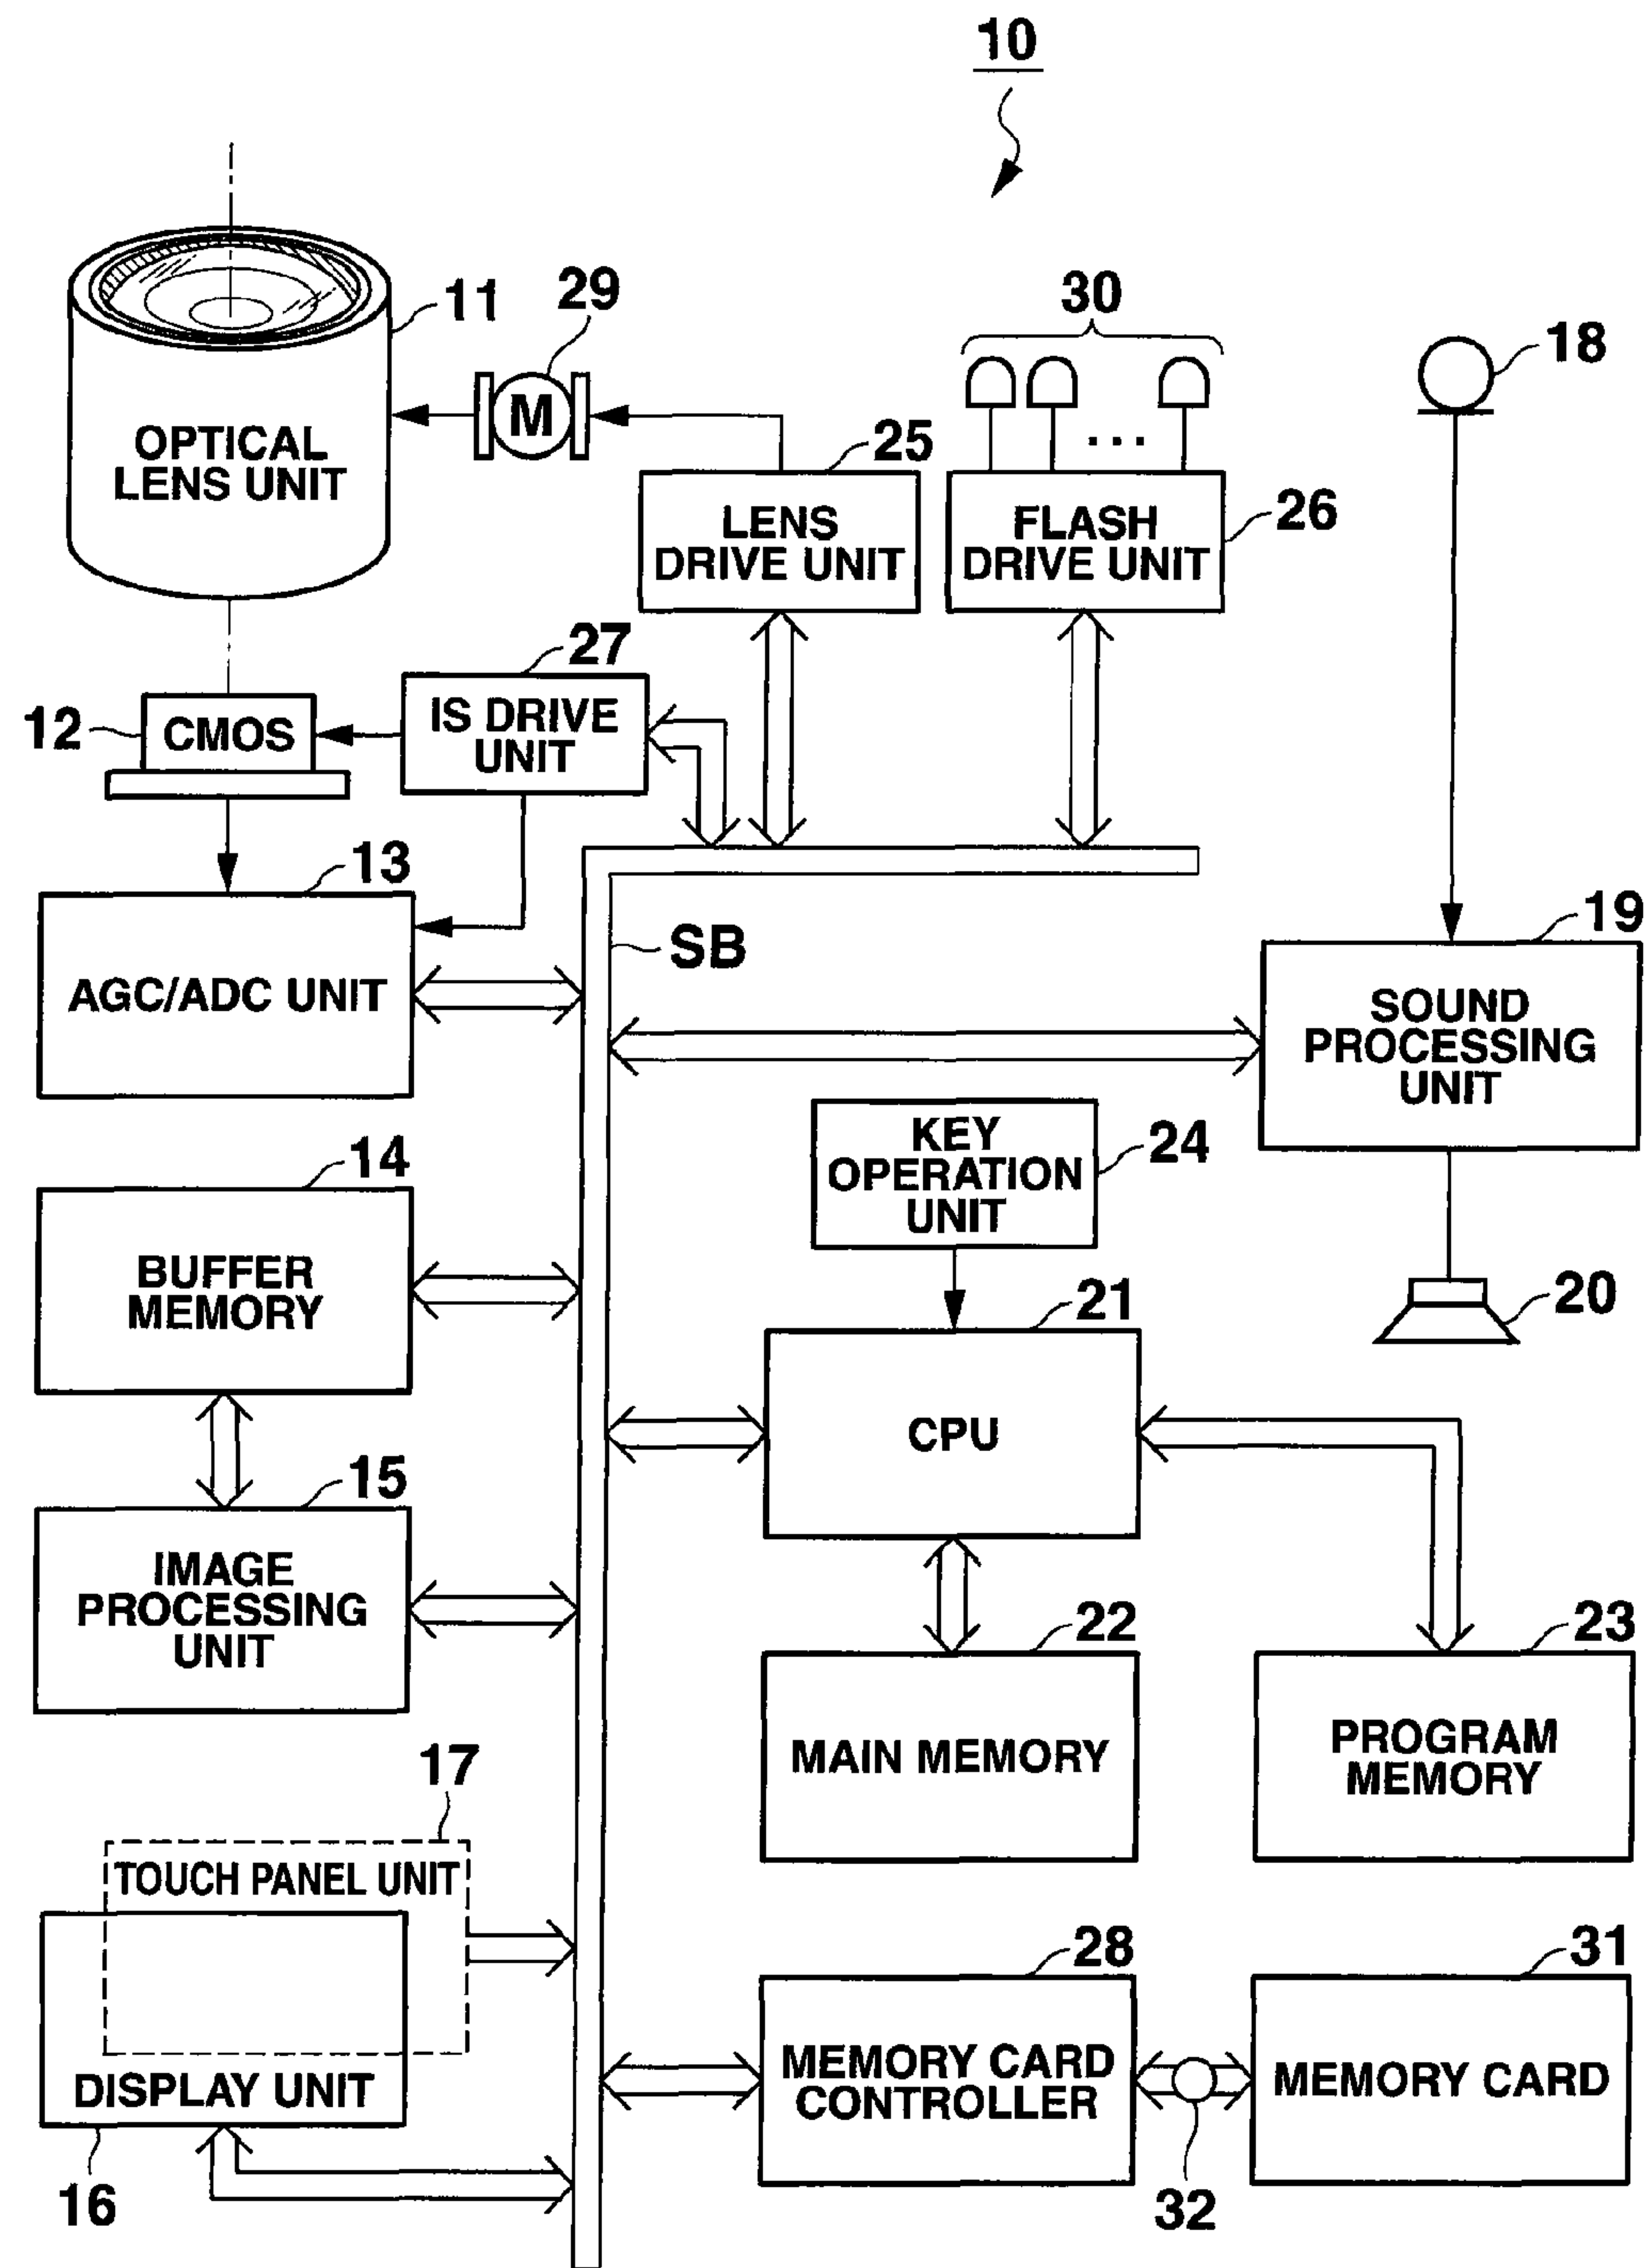 10
11
OPTICAL
LENS UNIT
29
M
30
18
25
LENS
DRIVE UNIT
FLASH
DRIVE UNIT
26
27
IS DRIVE
UNIT
12
CMOS
13
AGC/ADC UNIT
SB
19
SOUND
PROCESSING
UNIT
KEY
OPERATION
UNIT
24
14
BUFFER
MEMORY
20
21
CPU
15
IMAGE
PROCESSING
UNIT
22
MAIN MEMORY
23
PROGRAM
MEMORY
17
TOUCH PANEL UNIT
DISPLAY UNIT
16
28
MEMORY CARD
CONTROLLER
31
MEMORY CARD
32